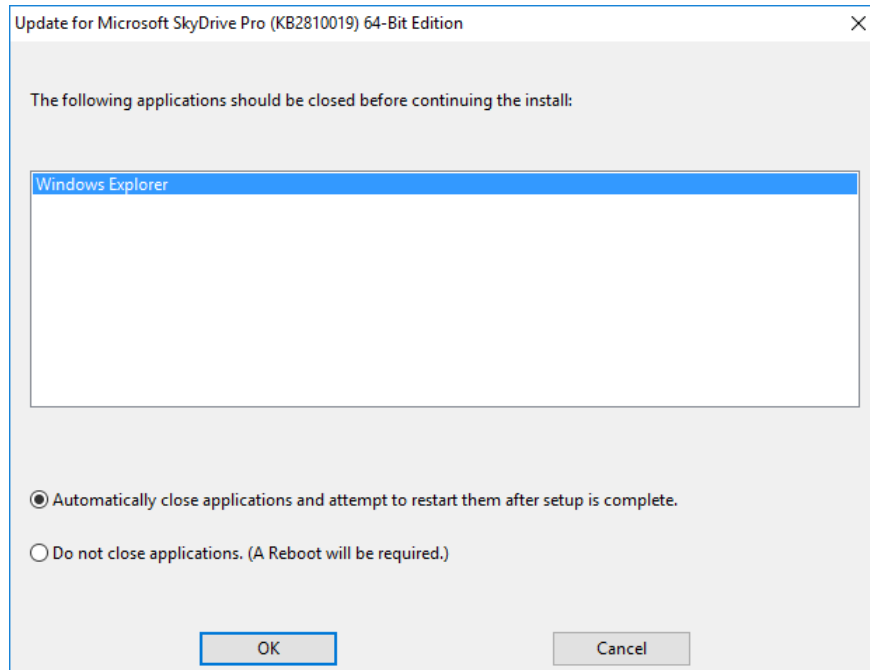 Update for Microsoft SkyDrive Pro (KB2810019) 64-Bit Edition
The following applications should be closed before continuing the install:
Windows Explorer
Automatically close applications and attempt to restart them after setup is complete.
Do not close applications. (A Reboot will be required.)
OK Cancel